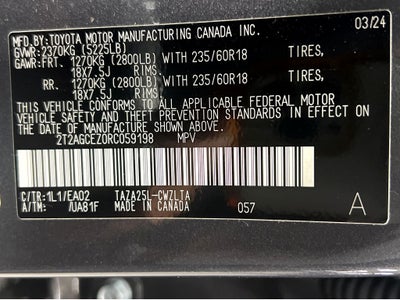 MFD.BY:TOYOTA MOTOR MANUFACTURING CANADA INC. 03/24
GVWR:2370KG (5225LB)
GAWR:FRT. 1270KG (2800LB) WITH 235/60R18 TIRES,
18X7.5J RIMS.
RR. 1270KG (2800LB) WITH 235/60R18 TIRES,
18X7.5J RIMS.
THIS VEHICLE CONFORMS TO ALL APPLICABLE FEDERAL MOTOR
VEHICLE SAFETY AND THEFT PREVENTION STANDARDS IN EFFECT ON
THE DATE OF MANUFACTURE SHOWN ABOVE.
2T2AGCEZ0RC059198 MPV
C/TR:1L1/EA02 TAZA25L-CWZLTA
A/TM: /UA81F MADE IN CANADA 057 A